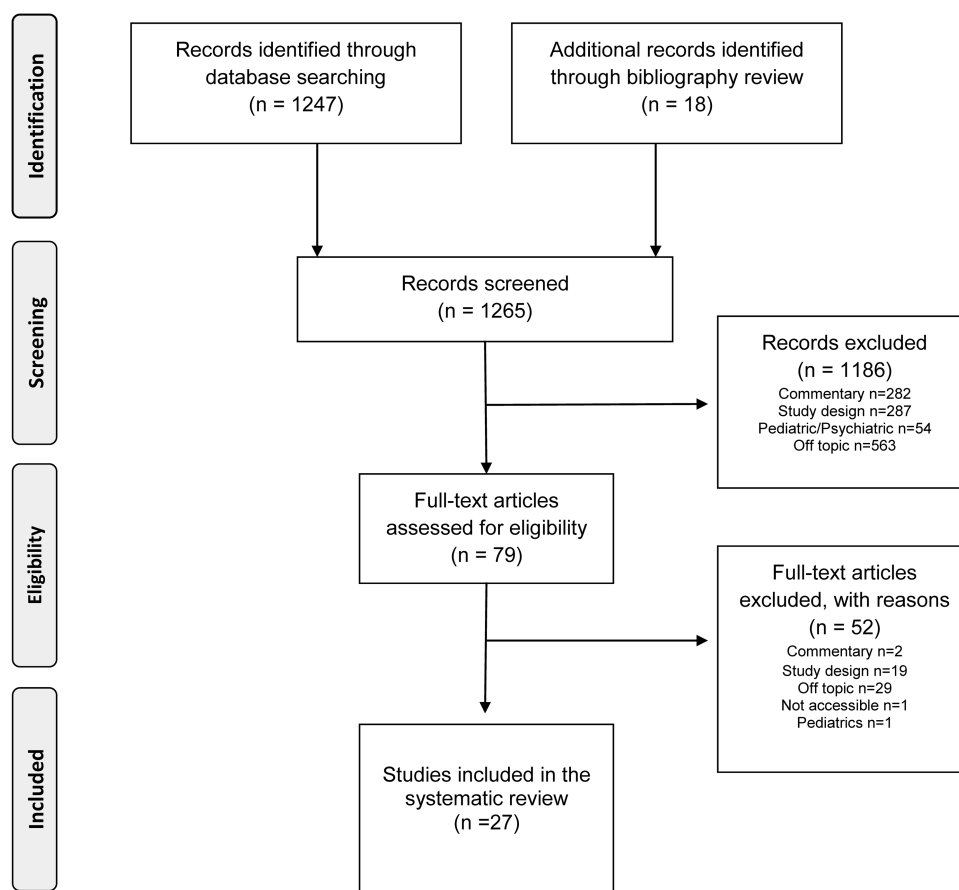 Identification
Records identified through
database searching
(n = 1247)
Additional records identified
through bibliography review
(n = 18)
Screening
Records screened
(n = 1265)
Records excluded
(n = 1186)
Commentary n=282
Study design n=287
Pediatric/Psychiatric n=54
Off topic n=563
Eligibility
Full-text articles
assessed for eligibility
(n = 79)
Full-text articles
excluded, with reasons
(n = 52)
Commentary n=2
Study design n=19
Off topic n=29
Not accessible n=1
Pediatrics n=1
Included
Studies included in the
systematic review
(n =27)